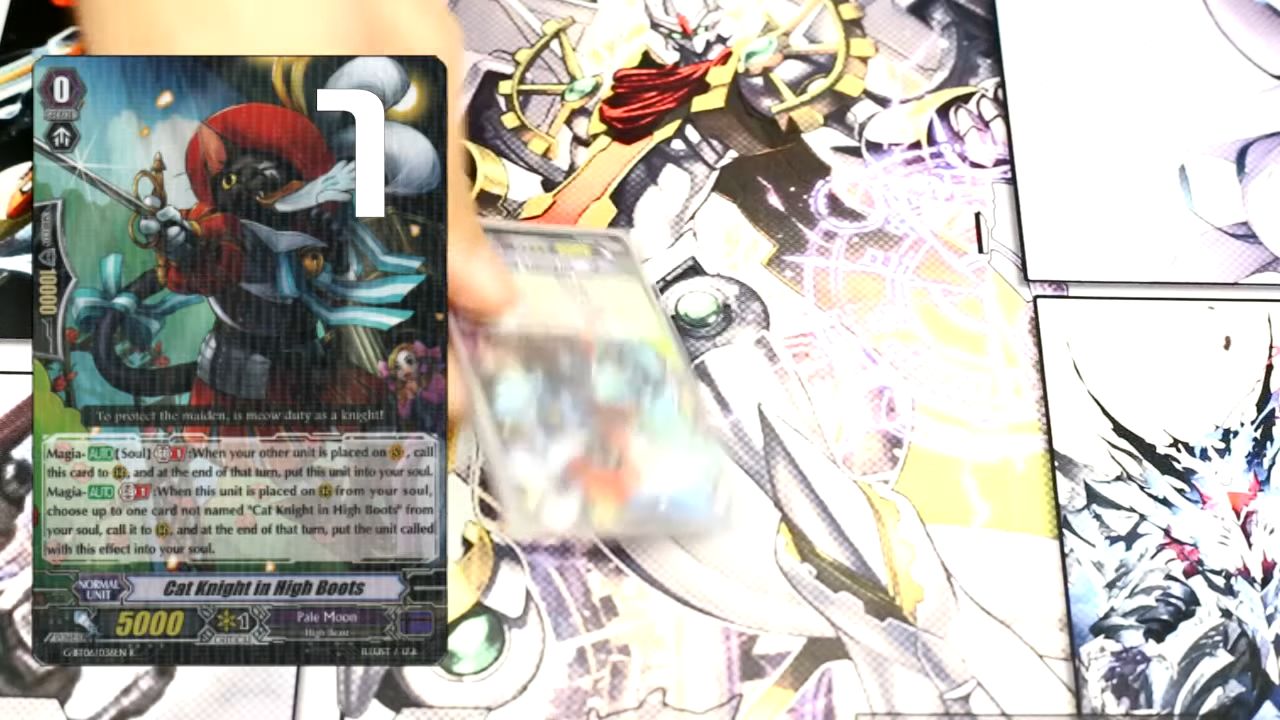 0
1
10000
To protect the maiden, is meow duty as a knight!
Magia-AUTO [Soul] 1 :When your other unit is placed on S , call
this card to R , and at the end of that turn, put this unit into your soul.
Magia-AUTO 1 :When this unit is placed on R from your soul,
choose up to one card not named "Cat Knight in High Boots" from
your soul, call it to R , and at the end of that turn, put the unit called
with this effect into your soul.
NORMAL
UNIT
Cat Knight in High Boots
5000
1
CRITICAL
Pale Moon
High Beast